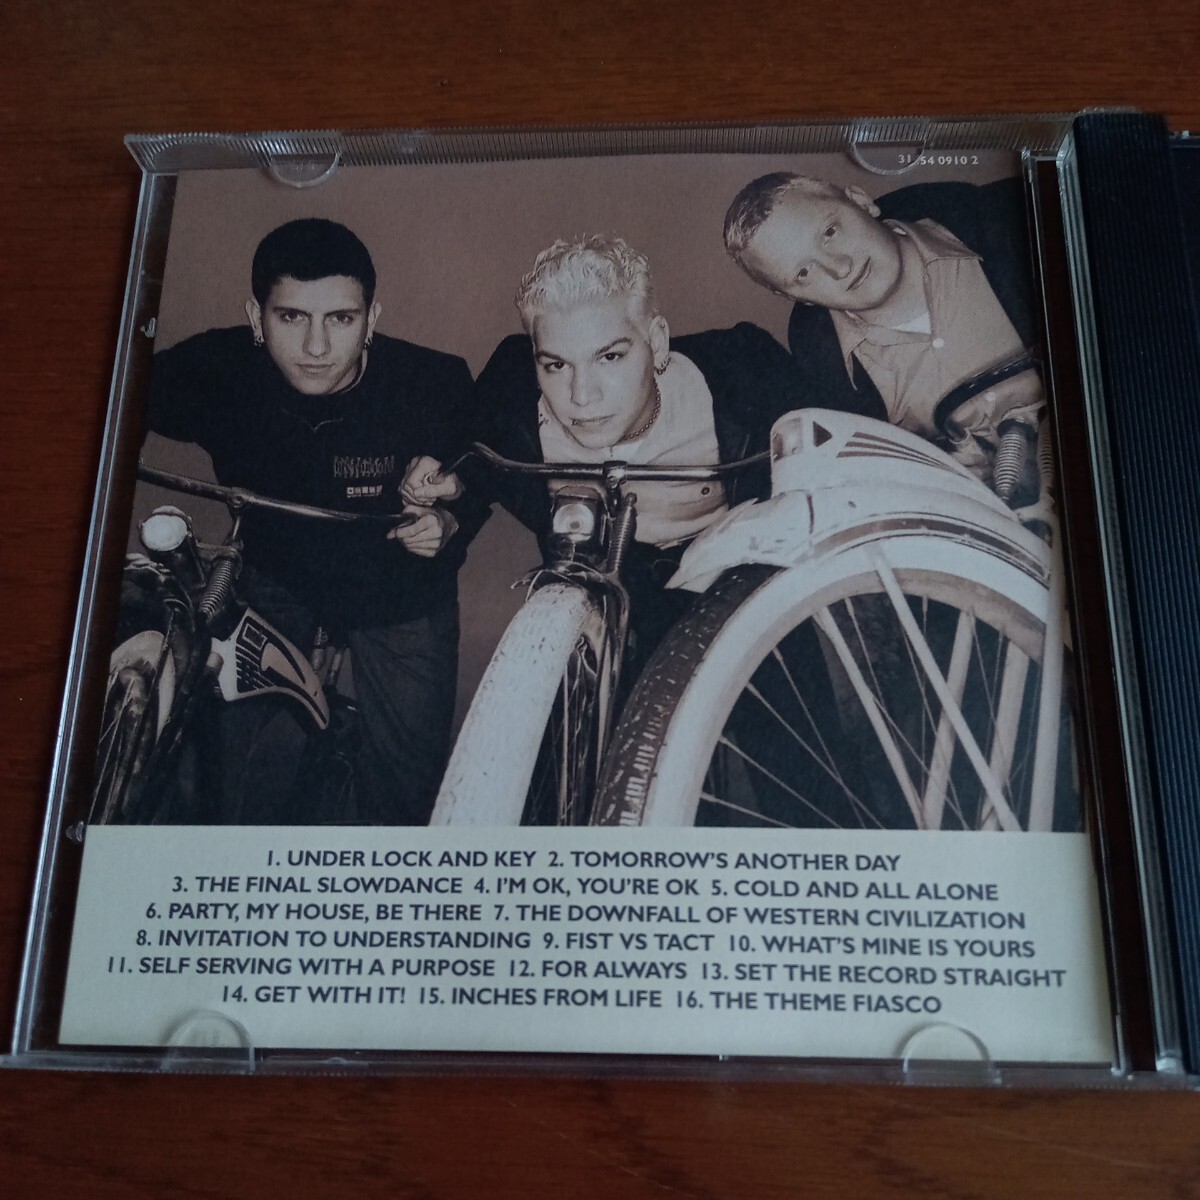 31454 0910 2
1. UNDER LOCK AND KEY 2. TOMORROW'S ANOTHER DAY
3. THE FINAL SLOWDANCE 4. I'M OK, YOU'RE OK 5. COLD AND ALL ALONE
6. PARTY, MY HOUSE, BE THERE 7. THE DOWNFALL OF WESTERN CIVILIZATION
8. INVITATION TO UNDERSTANDING 9. FIST VS TACT 10. WHAT'S MINE IS YOURS
11. SELF SERVING WITH A PURPOSE 12. FOR ALWAYS 13. SET THE RECORD STRAIGHT
14. GET WITH IT! 15. INCHES FROM LIFE 16. THE THEME FIASCO